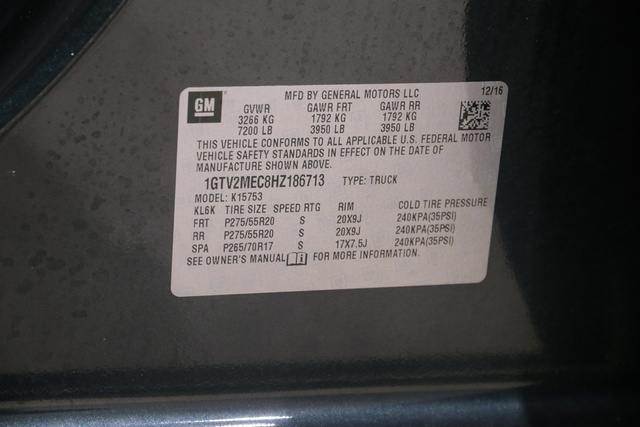 GM
MFD BY GENERAL MOTORS LLC 12/16
GVWR GAWR FRT GAWR RR
3266 KG 1792 KG 1792 KG
7200 LB 3950 LB 3950 LB
THIS VEHICLE CONFORMS TO ALL APPLICABLE U.S. FEDERAL MOTOR
VEHICLE SAFETY STANDARDS IN EFFECT ON THE DATE OF
MANUFACTURE SHOWN ABOVE.
1GTV2MEC8HZ186713 TYPE: TRUCK
MODEL: K15753
KL6K TIRE SIZE SPEED RTG RIM COLD TIRE PRESSURE
FRT P275/55R20 S 20X9J 240KPA(35PSI)
RR P275/55R20 S 20X9J 240KPA(35PSI)
SPA P265/70R17 S 17X7.5J 240KPA(35PSI)
SEE OWNER'S MANUAL FOR MORE INFORMATION.